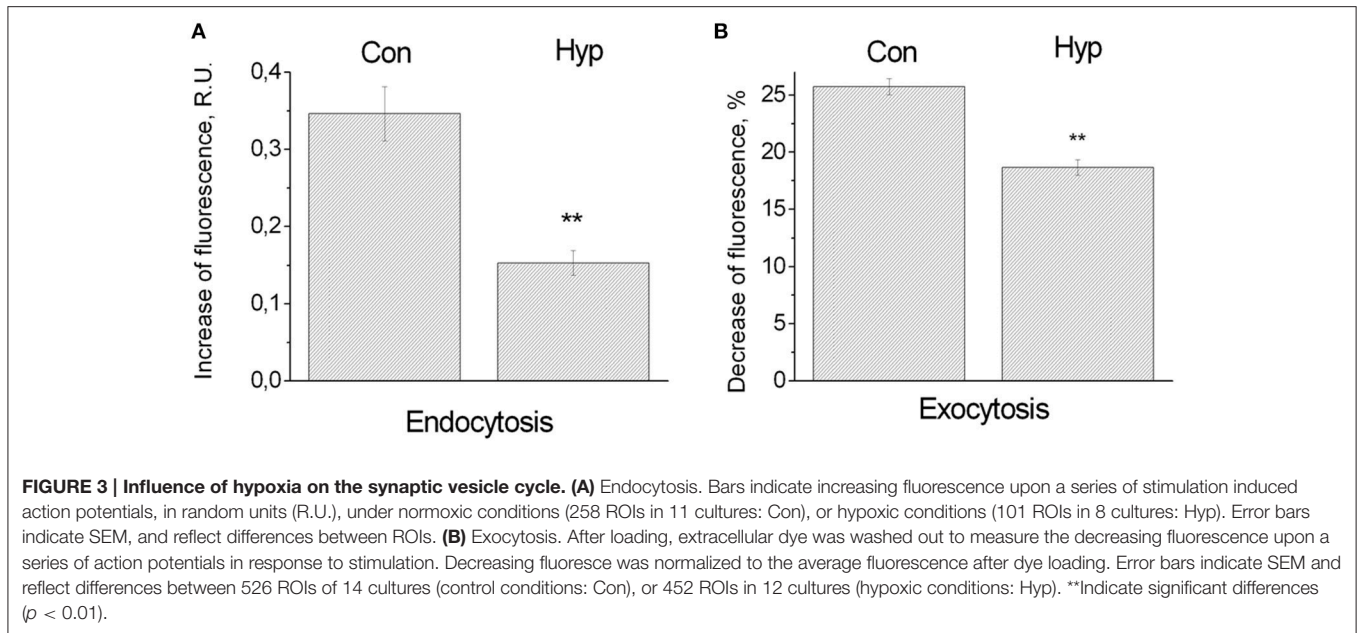 A
Con
Hyp
Increase of fluorescence, R.U.
0,4
0,3
**
0,2
0,1
0,0
Endocytosis
B
Con
Hyp
Decrease of fluorescence, %
25
**
20
15
10
5
0
Exocytosis
FIGURE 3 | Influence of hypoxia on the synaptic vesicle cycle. (A) Endocytosis. Bars indicate increasing fluorescence upon a series of stimulation induced
action potentials, in random units (R.U.), under normoxic conditions (258 ROIs in 11 cultures: Con), or hypoxic conditions (101 ROIs in 8 cultures: Hyp). Error bars
indicate SEM, and reflect differences between ROIs. (B) Exocytosis. After loading, extracellular dye was washed out to measure the decreasing fluorescence upon a
series of action potentials in response to stimulation. Decreasing fluoresce was normalized to the average fluorescence after dye loading. Error bars indicate SEM and
reflect differences between 526 ROIs of 14 cultures (control conditions: Con), or 452 ROIs in 12 cultures (hypoxic conditions: Hyp). **Indicate significant differences
(p < 0.01).